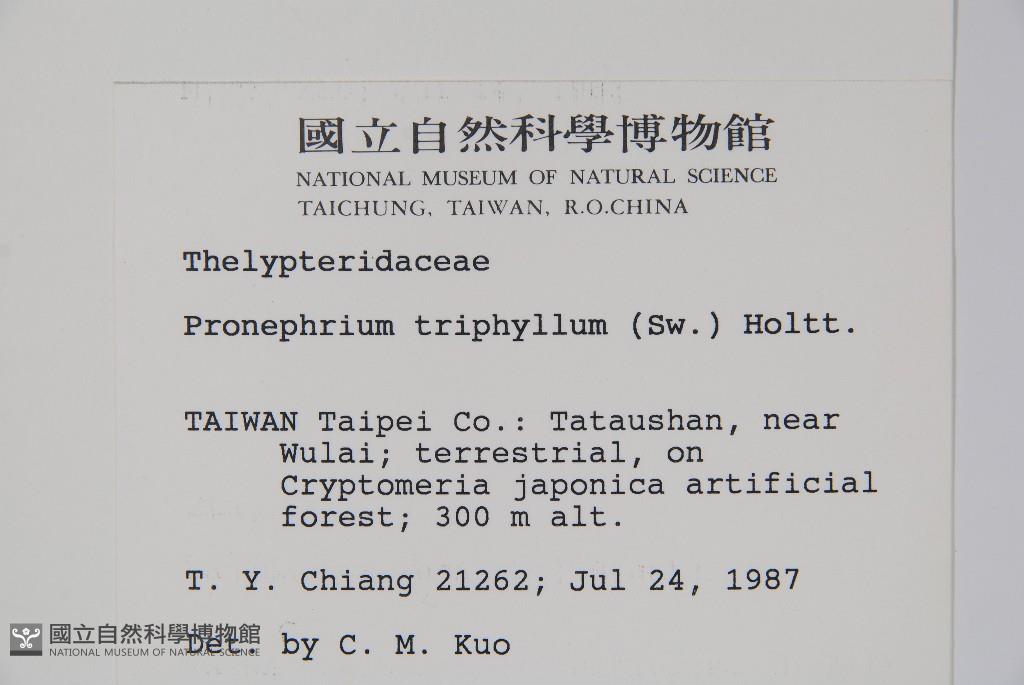 國立自然科學博物館
NATIONAL MUSEUM OF NATURAL SCIENCE
TAICHUNG, TAIWAN, R.O.CHINA
Thelypteridaceae
Pronephrium triphyllum (Sw.) Holtt.
TAIWAN Taipei Co.: Tataushan, near
Wulai; terrestrial, on
Cryptomeria japonica artificial
forest; 300 m alt.
T. Y. Chiang 21262; Jul 24, 1987
Det. by C. M. Kuo
國立自然科學博物館
NATIONAL MUSEUM OF NATURAL SCIENCE